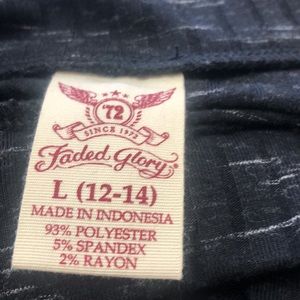 '72
SINCE 1972
Faded Glory®
L (12-14)
MADE IN INDONESIA
93% POLYESTER
5% SPANDEX
2% RAYON